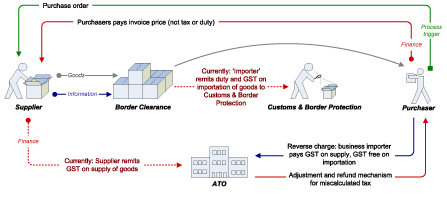 Purchase order
Purchasers pays invoice price (not tax or duty)
Process
trigger
Finance
Goods
Information
Currently: 'Importer'
remits duty and GST on
importation of goods to
Customs & Border
Protection
Supplier
Border Clearance
Customs & Border Protection
Purchaser
Finance
Currently: Supplier remits
GST on supply of goods
Reverse charge: business importer
pays GST on supply, GST free on
importation
ATO
Adjustment and refund mechanism
for miscalculated tax